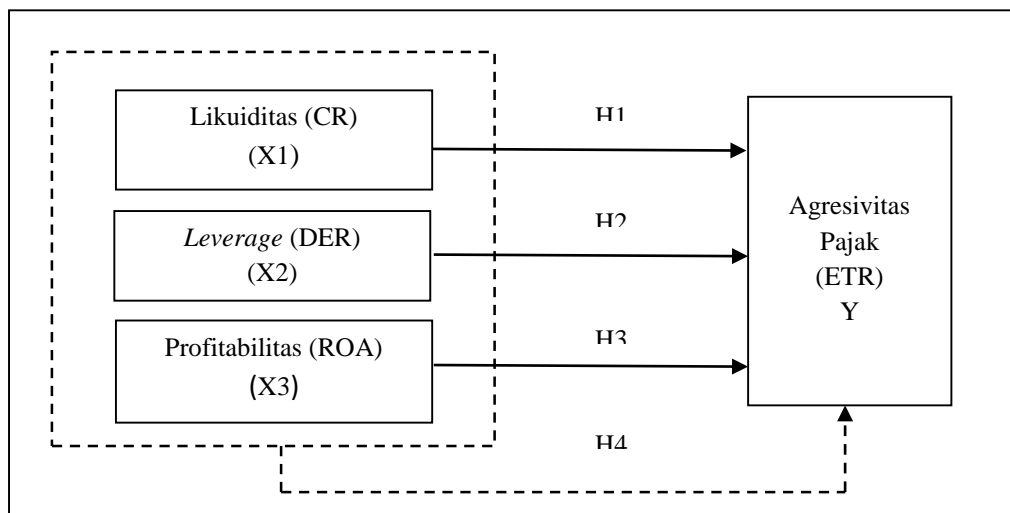 Likuiditas (CR)
(X1)
H1
Leverage (DER)
(X2)
H2
Profitabilitas (ROA)
(X3)
H3
H4
Agresivitas
Pajak
(ETR)
Y